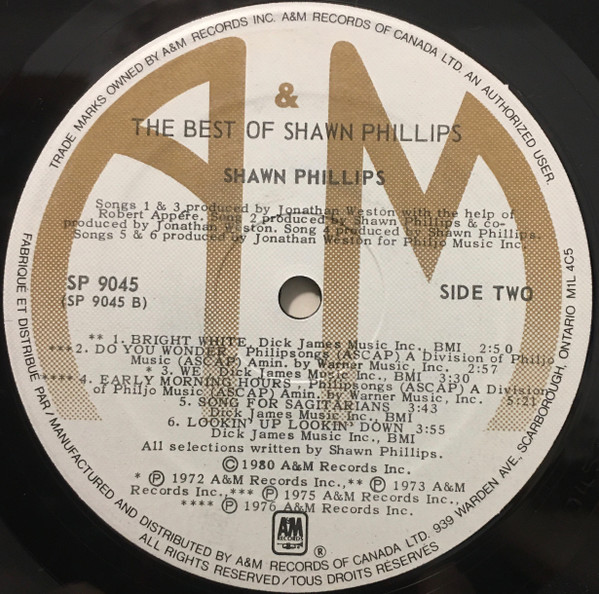 TRADE MARKS OWNED BY A&M RECORDS INC. A&M RECORDS OF CANADA LTD. AN AUTHORIZED USER.
&
THE BEST OF SHAWN PHILLIPS
SHAWN PHILLIPS
Songs 1 & 3 produced by Jonathan Weston with the help of
Robert Appere. Song 2 produced by Shawn Phillips & co-
produced by Jonathan Weston. Song 4 produced by Shawn Phillips.
Songs 5 & 6 produced by Jonathan Weston for Philjo Music Inc.
SP 9045
(SP 9045 B)
SIDE TWO
** 1. BRIGHT WHITE, Dick James Music Inc., BMI 2:50
***2. DO YOU WONDER, Philipsongs (ASCAP) A Division of Philjo
Music (ASCAP) Amin. by Warner Music Inc. 2:57
* 3. WE, Dick James Music Inc., BMI 3:30
**** 4. EARLY MORNING HOURS, Philipsongs (ASCAP) A Division
of Philjo (ASCAP) Amin. by Warner Music, Inc. 5:21
5. SONG FOR SAGITARIANS 3:43
Dick James Music Inc., BMI
6. LOOKIN' UP LOOKIN' DOWN 3:55
Dick James Music Inc., BMI
All selections written by Shawn Phillips.
©1980 A&M Records Inc.
* ℗ 1972 A&M Records Inc.,** ℗ 1973 A&M
Records Inc.,*** ℗ 1975 A&M Records Inc.,
**** ℗ 1976 A&M Records Inc.
A&M
RECORDS
®
FABRIQUÉ ET DISTRIBUÉ PAR/MANUFACTURED AND DISTRIBUTED BY A&M RECORDS OF CANADA LTD. 939 WARDEN AVE., SCARBOROUGH, ONTARIO M1L 4C5
ALL RIGHTS RESERVED/TOUS DROITS RÉSERVÉS